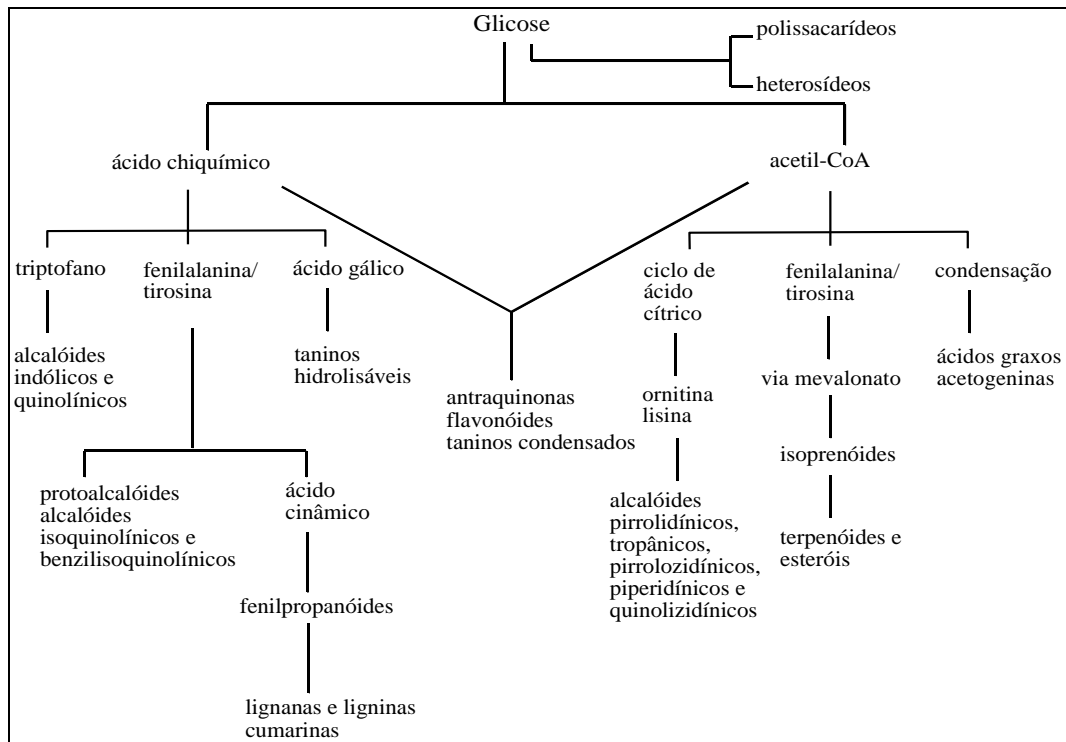 Glicose
polissacarídeos
heterosídeos
ácido chiquímico
acetil-CoA
triptofano
fenilalanina/
tirosina
ácido gálico
ciclo de
ácido
cítrico
fenilalanina/
tirosina
condensação
alcalóides
indólicos e
quinolínicos
taninos
hidrolisáveis
antraquinonas
flavonóides
taninos condensados
ornitina
lisina
via mevalonato
ácidos graxos
acetogeninas
isoprenóides
protoalcalóides
alcalóides
isoquinolínicos e
benzilisoquinolínicos
ácido
cinâmico
alcalóides
pirrolidínicos,
tropânicos,
pirrolozidínicos,
piperidínicos e
quinolizidínicos
terpenóides e
esteróis
fenilpropanóides
lignanas e ligninas
cumarinas